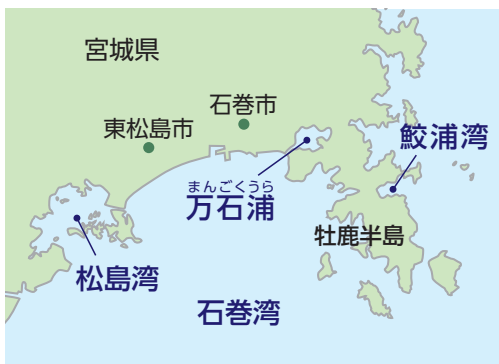 宮城県
石巻市
東松島市
鮫浦湾
まんごくうら
万石浦
牡鹿半島
松島湾
石巻湾